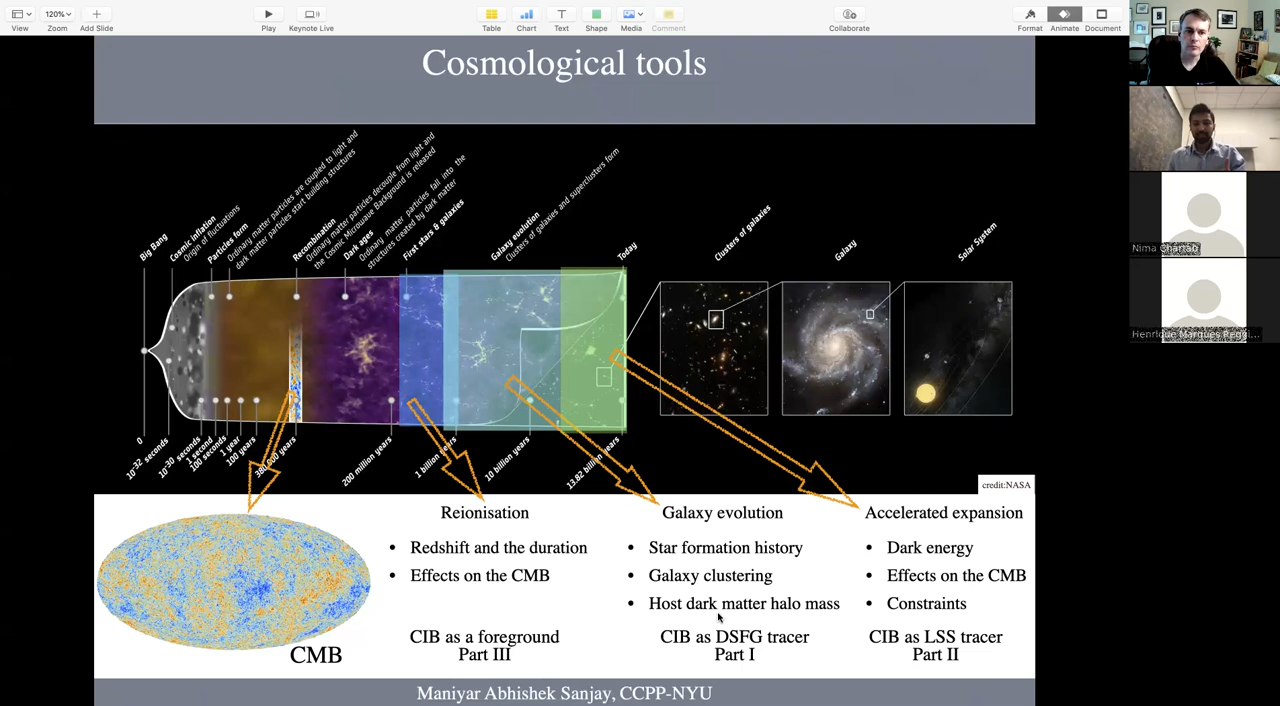 View
120%
Zoom
Add Slide
Play
Keynote Live
Table
Chart
Text
Shape
Media
Comment
Collaborate
Format
Animate
Document
Cosmological tools
Big Bang
Cosmic Inflation
Origin of fluctuations
Particles form
Ordinary matter particles are coupled to light and
dark matter particles start building structures
Recombination
Ordinary matter particles decouple from light and
the Cosmic Microwave Background is released
Dark ages
Ordinary matter particles fall into the
structures created by dark matter
First stars & galaxies
Galaxy evolution
Clusters of galaxies and superclusters form
Today
Clusters of galaxies
Galaxy
Solar System
0
10⁻³² seconds
10⁻³⁰ seconds
1 second
100 seconds
1 year
100 years
380,000 years
200 million years
1 billion years
10 billion years
13.82 billion years
credit:NASA
CMB
Reionisation
• Redshift and the duration
• Effects on the CMB
CIB as a foreground
Part III
Galaxy evolution
• Star formation history
• Galaxy clustering
• Host dark matter halo mass
CIB as DSFG tracer
Part I
Accelerated expansion
• Dark energy
• Effects on the CMB
• Constraints
CIB as LSS tracer
Part II
Maniyar Abhishek Sanjay, CCPP-NYU
Nima Chartab
Henrique Marques